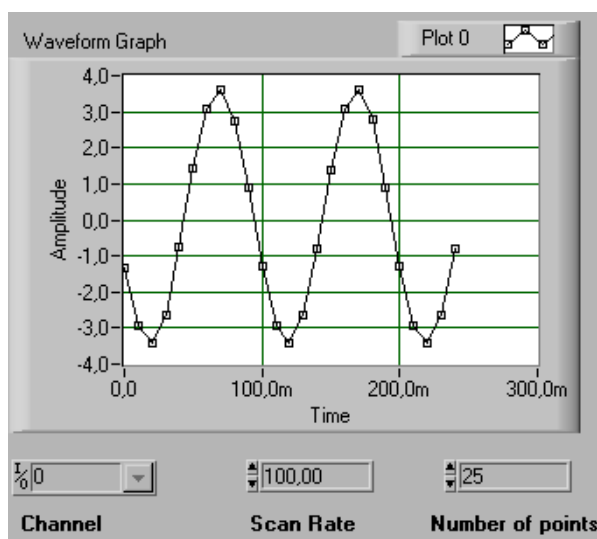 Waveform Graph
Plot 0
4,0
3,0
2,0
1,0
0,0
-1,0
-2,0
-3,0
-4,0
Amplitude
0,0 100,0m 200,0m 300,0m
Time
I/O 0 100,00 25
Channel Scan Rate Number of points